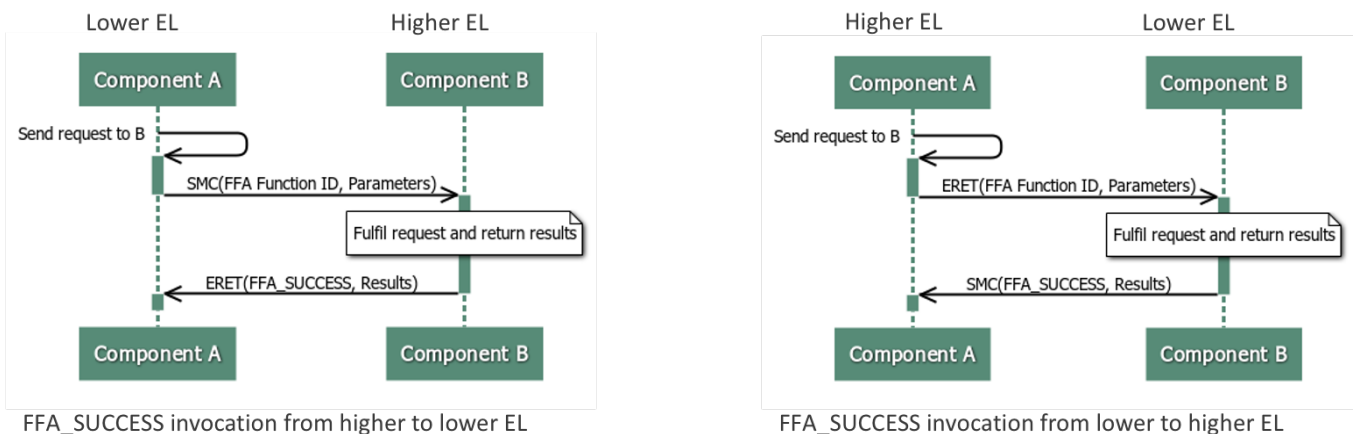 Lower EL
Higher EL
Component A
Component B
Send request to B
SMC(FFA Function ID, Parameters)
Fulfil request and return results
ERET(FFA_SUCCESS, Results)
Component A
Component B
FFA_SUCCESS invocation from higher to lower EL
Higher EL
Lower EL
Component A
Component B
Send request to B
ERET(FFA Function ID, Parameters)
Fulfil request and return results
SMC(FFA_SUCCESS, Results)
Component A
Component B
FFA_SUCCESS invocation from lower to higher EL